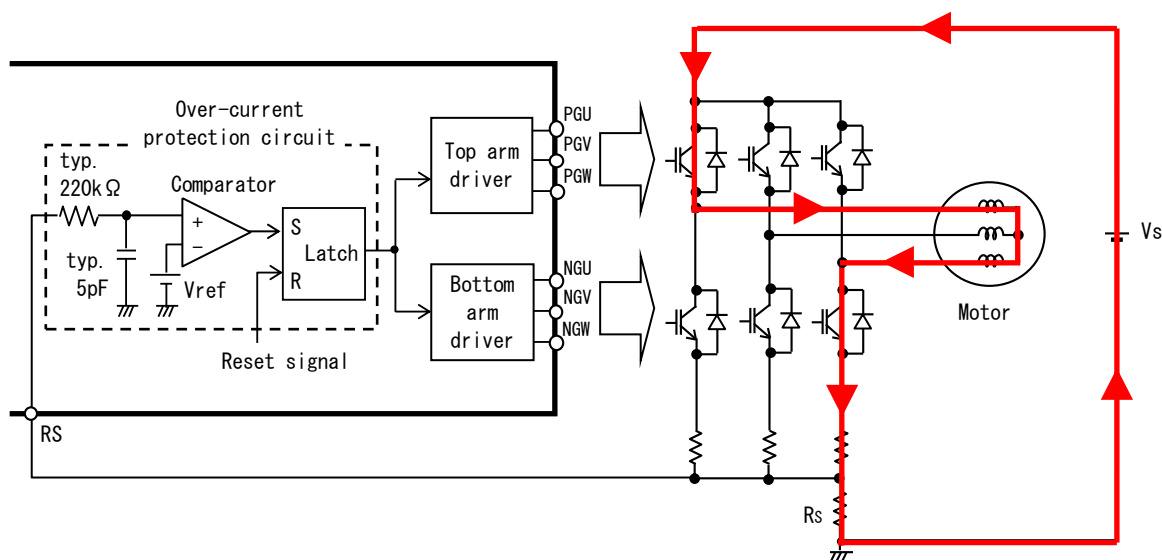 Over-current
protection circuit
typ.
220kΩ
Comparator
+
−
S
Latch
R
typ.
5pF
Vref
Reset signal
RS
Top arm
driver
Bottom
arm
driver
PGU
PGV
PGW
NGU
NGV
NGW
Motor
Vs
Rs